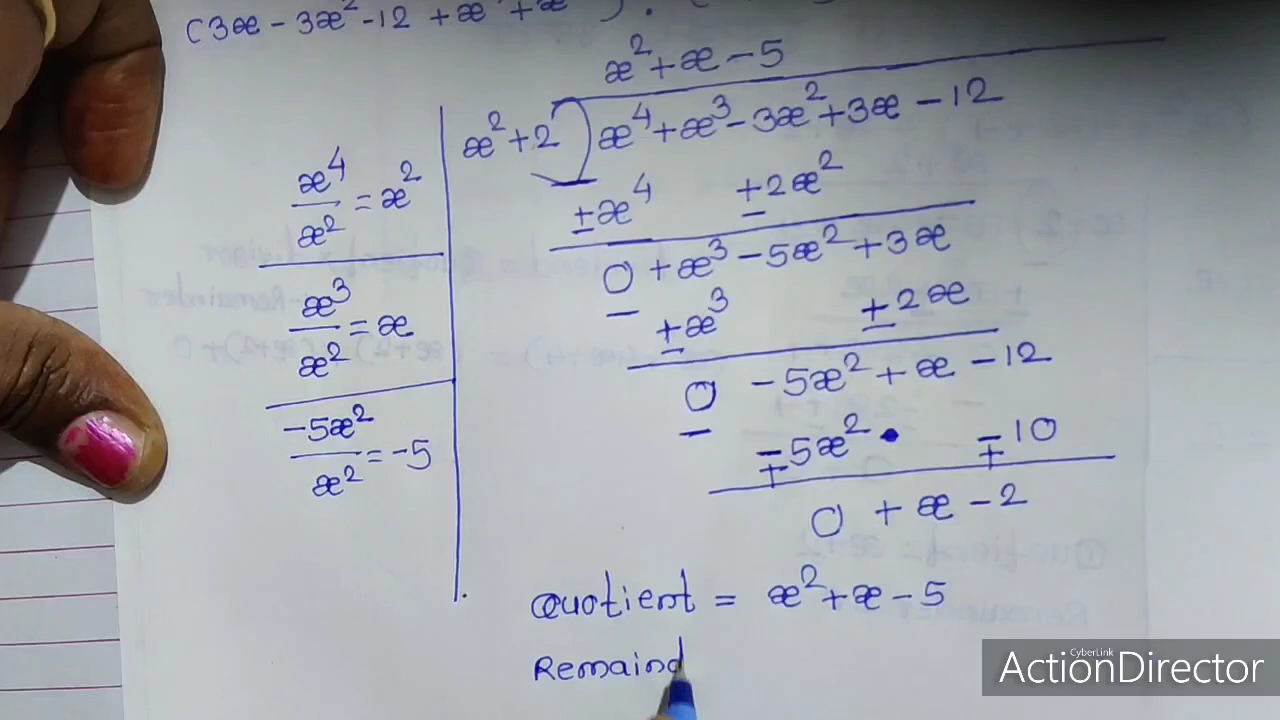 (3x - 3x² - 12 + x
x² + x - 5
x² + 2 ) x⁴ + x³ - 3x² + 3x - 12
± x⁴ ± 2x²
0 + x³ - 5x² + 3x
± x³ ± 2x
0 - 5x² + x - 12
∓ 5x² ∓ 10
0 + x - 2
x⁴/x² = x²
x³/x² = x
-5x²/x² = -5
Quotient = x² + x - 5
Remaind
CyberLink
ActionDirector